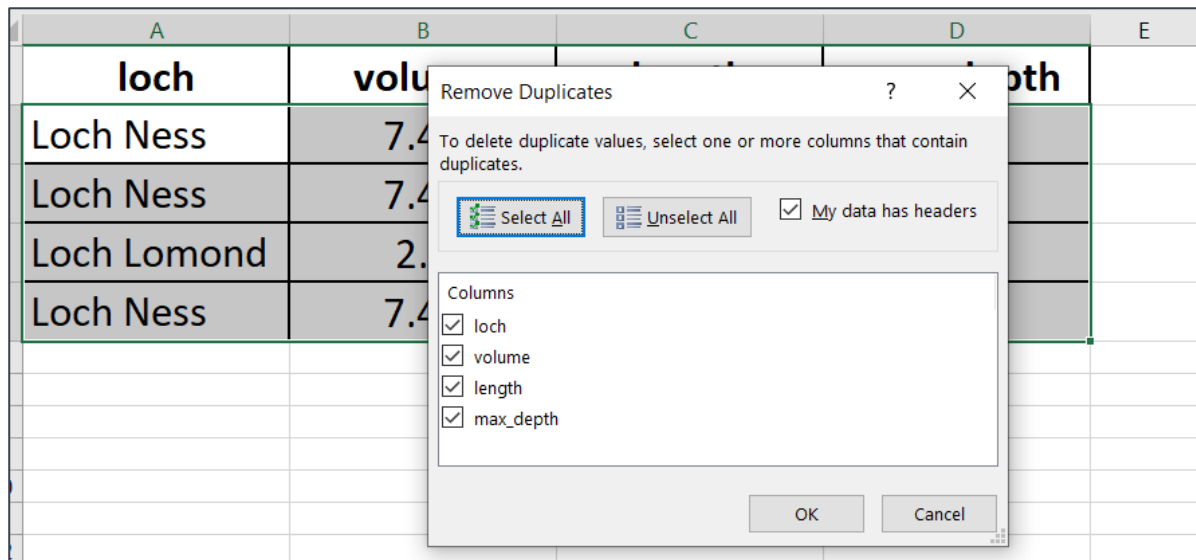 A B C D E
loch volu pth
Remove Duplicates ? ×
Loch Ness 7.4
To delete duplicate values, select one or more columns that contain
duplicates.
Loch Ness 7.4
Select All Unselect All My data has headers
Loch Lomond 2.
Columns
Loch Ness 7.4
loch
volume
length
max_depth
OK Cancel